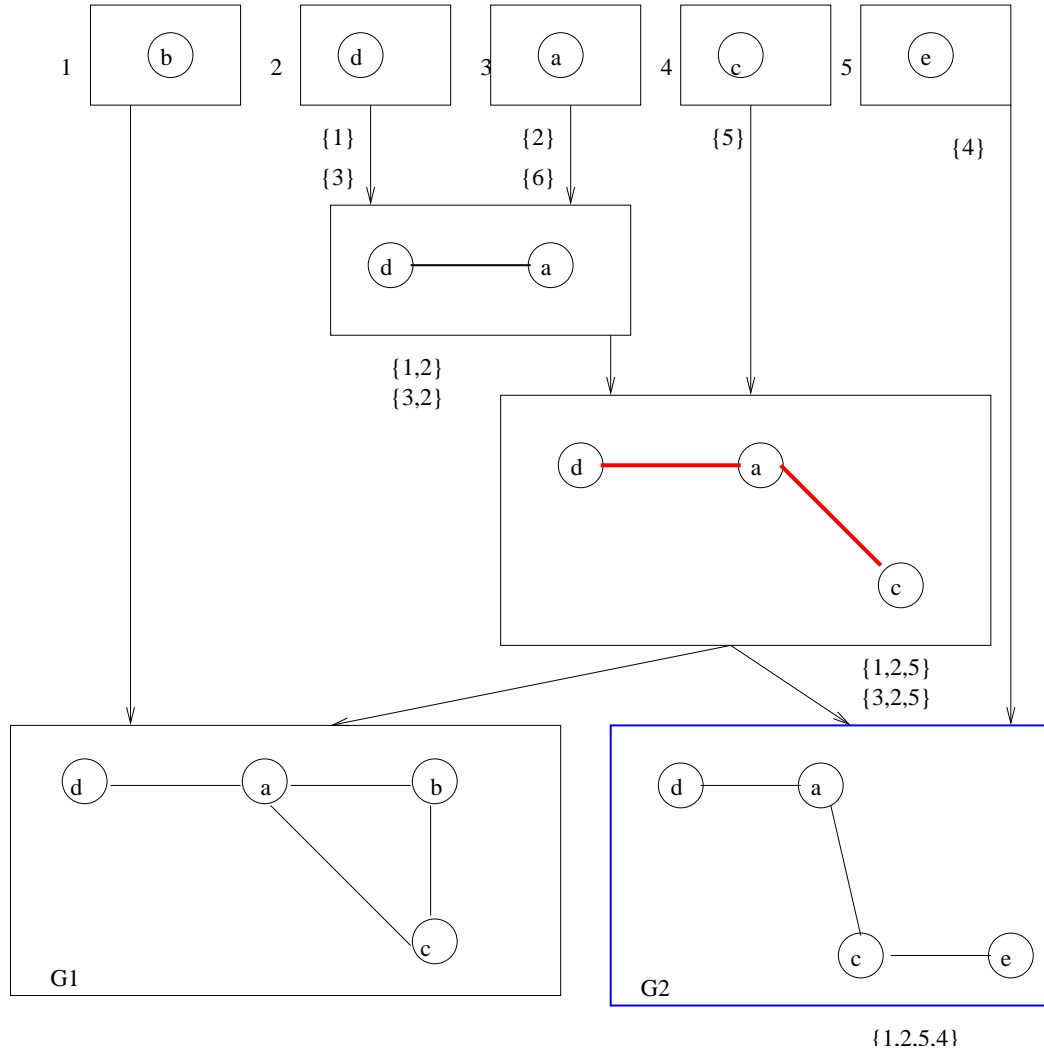 1 b 2 d 3 a 4 c 5 e
{1} {2} {5} {4}
{3} {6}
d a
{1,2}
{3,2}
d a
c
{1,2,5}
{3,2,5}
d a b d a
c c e
G1 G2
{1,2,5,4}